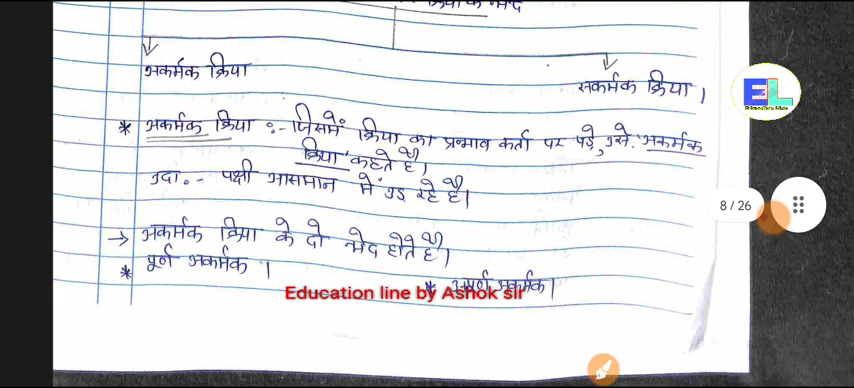 क्रिया के भेद
अकर्मक क्रिया
सकर्मक क्रिया।
* अकर्मक क्रिया :- जिसमें क्रिया का प्रभाव कर्ता पर पड़े, उसे "अकर्मक
क्रिया" कहते हैं।
उदा. :- पक्षी आसमान में उड़ रहे हैं।
8 / 26
→ अकर्मक क्रिया के दो भेद होते हैं।
* पूर्ण अकर्मक।
* अपूर्ण अकर्मक।
Education line by Ashok sir
EL